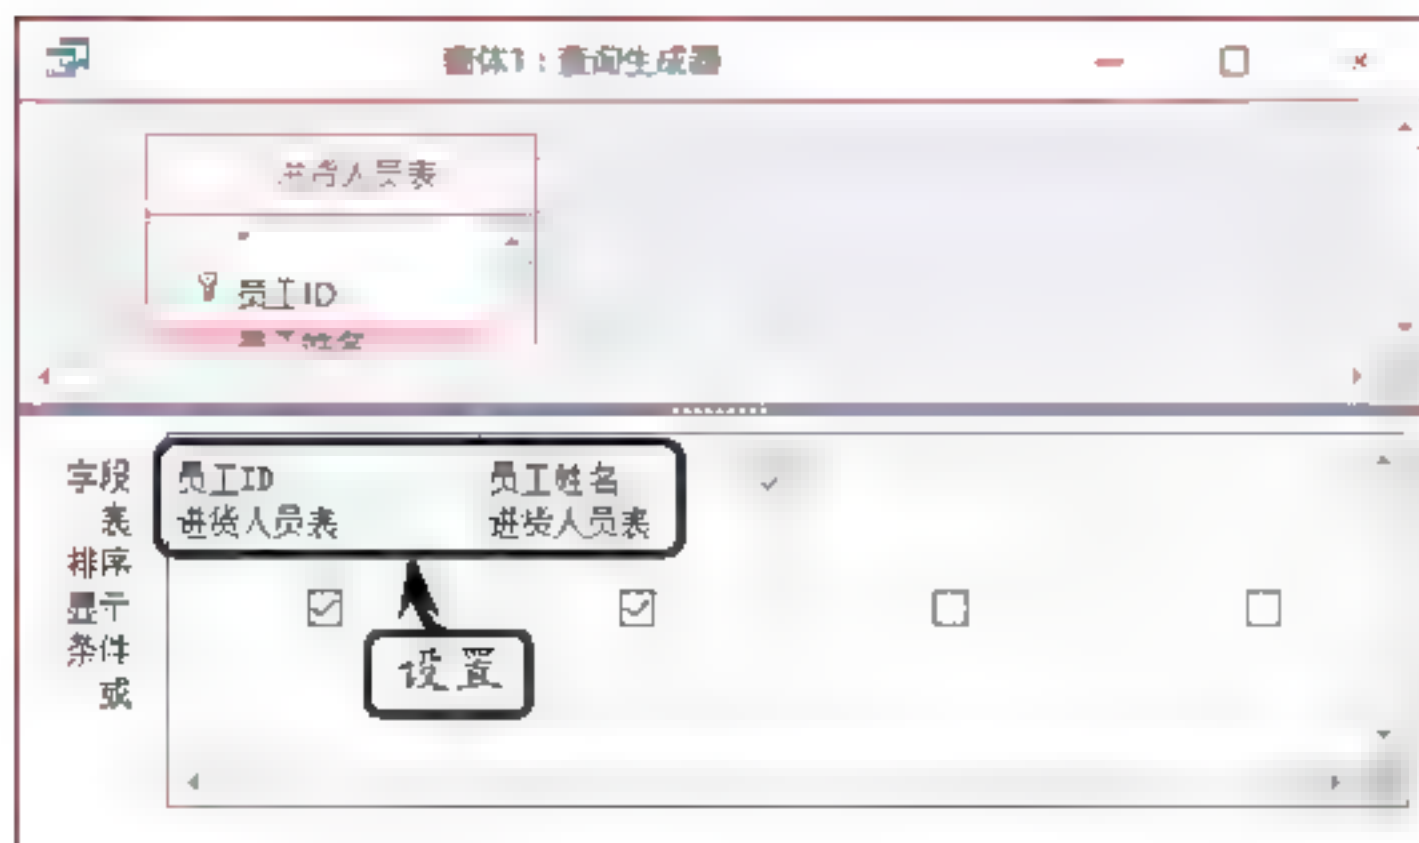 窗体1：查询生成器
进货人员表
*
员工ID
员工姓名
字段 员工ID 员工姓名
表 进货人员表 进货人员表
排序
显示
条件
或
设置